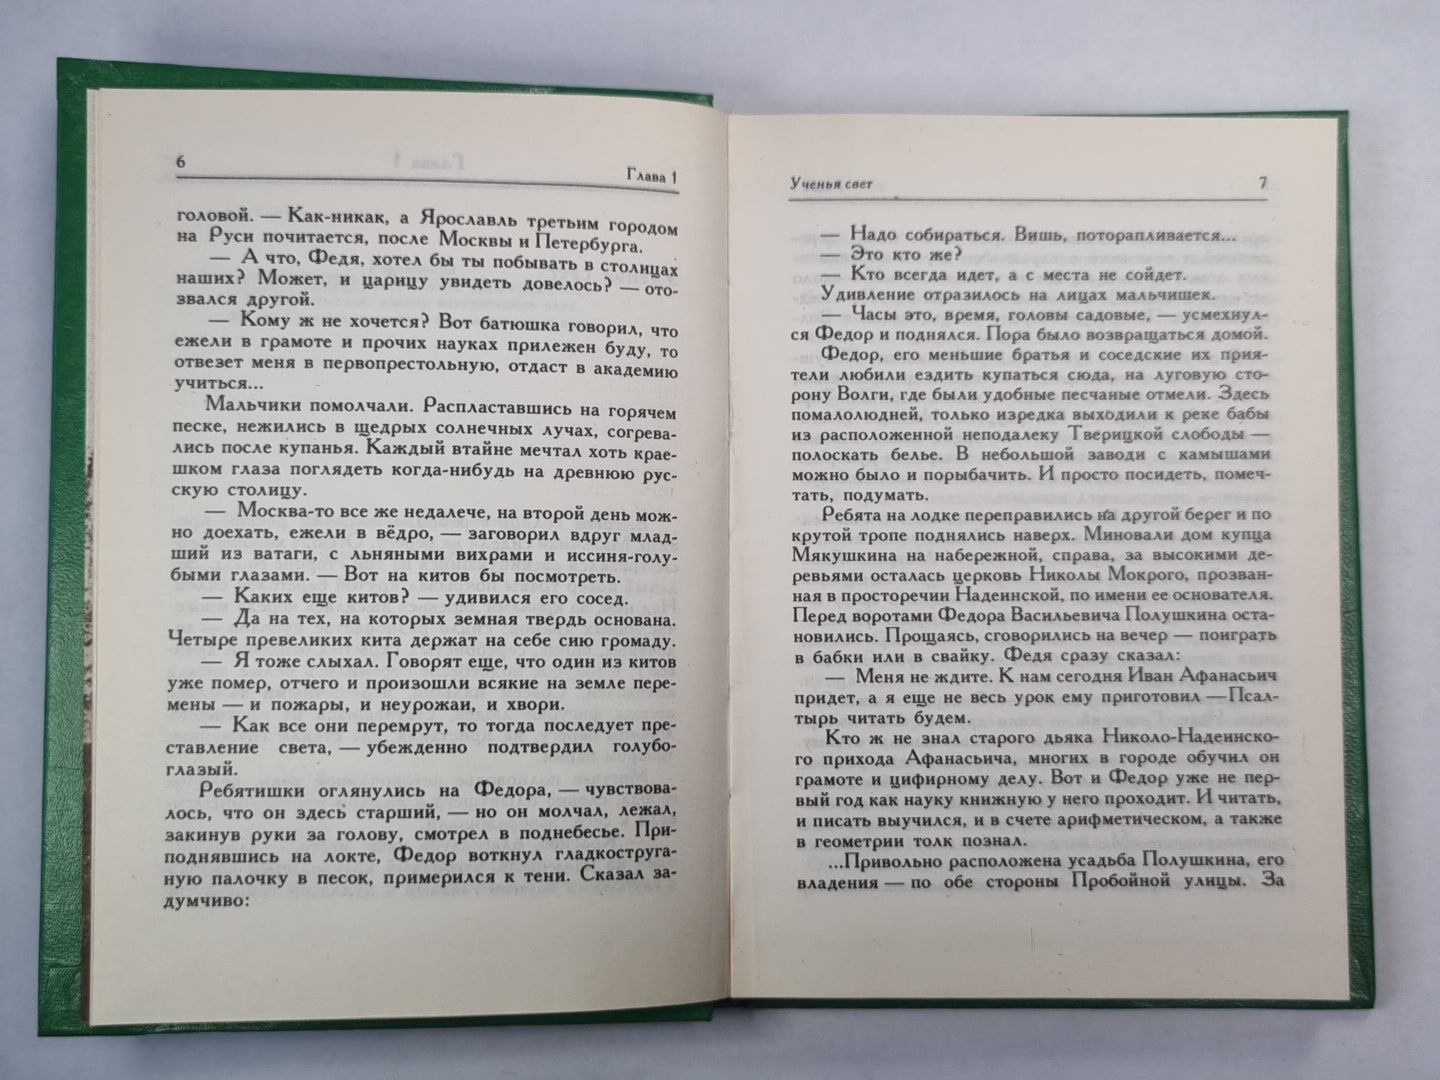 6
Глава 1
головой. — Как-никак, а Ярославль третьим городом
на Руси почитается, после Москвы и Петербурга.
— А что, Федя, хотел бы ты побывать в столицах
наших? Может, и царицу увидеть довелось? — ото-
звался другой.
— Кому ж не хочется? Вот батюшка говорил, что
ежели в грамоте и прочих науках прилежен буду, то
отвезет меня в первопрестольную, отдаст в академию
учиться...
Мальчики помолчали. Распластавшись на горячем
песке, нежились в щедрых солнечных лучах, согрева-
лись после купанья. Каждый втайне мечтал хоть крае-
шком глаза поглядеть когда-нибудь на древнюю рус-
скую столицу.
— Москва-то все же недалече, на второй день мож-
но доехать, ежели в вёдро, — заговорил вдруг млад-
ший из ватаги, с льняными вихрами и иссиня-голу-
быми глазами. — Вот на китов бы посмотреть.
— Каких еще китов? — удивился его сосед.
— Да на тех, на которых земная твердь основана.
Четыре превеликих кита держат на себе сию громаду.
— Я тоже слыхал. Говорят еще, что один из китов
уже помер, отчего и произошли всякие на земле пере-
мены — и пожары, и неурожаи, и хвори.
— Как все они перемрут, то тогда последует пре-
ставление света, — убежденно подтвердил голубо-
глазый.
Ребятишки оглянулись на Федора, — чувствова-
лось, что он здесь старший, — но он молчал, лежал,
закинув руки за голову, смотрел в поднебесье. При-
поднявшись на локте, Федор воткнул гладкоструга-
ную палочку в песок, примерился к тени. Сказал за-
думчиво:
Ученья свет
7
— Надо собираться. Вишь, поторапливается...
— Это кто же?
— Кто всегда идет, а с места не сойдет.
Удивление отразилось на лицах мальчишек.
— Часы это, время, головы садовые, — усмехнул-
ся Федор и поднялся. Пора было возвращаться домой.
Федор, его меньшие братья и соседские их прия-
тели любили ездить купаться сюда, на луговую сто-
рону Волги, где были удобные песчаные отмели. Здесь
помалолюдней, только изредка выходили к реке бабы
из расположенной неподалеку Тверицкой слободы —
полоскать белье. В небольшой заводи с камышами
можно было и порыбачить. И просто посидеть, помеч-
тать, подумать.
Ребята на лодке переправились на другой берег и по
крутой тропе поднялись наверх. Миновали дом купца
Мякушкина на набережной, справа, за высокими де-
ревьями осталась церковь Николы Мокрого, прозван-
ная в просторечии Надеинской, по имени ее основателя.
Перед воротами Федора Васильевича Полушкина оста-
новились. Прощаясь, сговорились на вечер — поиграть
в бабки или в свайку. Федя сразу сказал:
— Меня не ждите. К нам сегодня Иван Афанасьич
придет, а я еще не весь урок ему приготовил —Псал-
тырь читать будем.
Кто ж не знал старого дьяка Николо-Надеинско-
го прихода Афанасьича, многих в городе обучил он
грамоте и цифирному делу. Вот и Федор уже не пер-
вый год как науку книжную у него проходит. И читать,
и писать выучился, и в счете арифметическом, а также
в геометрии толк познал.
...Привольно расположена усадьба Полушкина, его
владения — по обе стороны Пробойной улицы. За